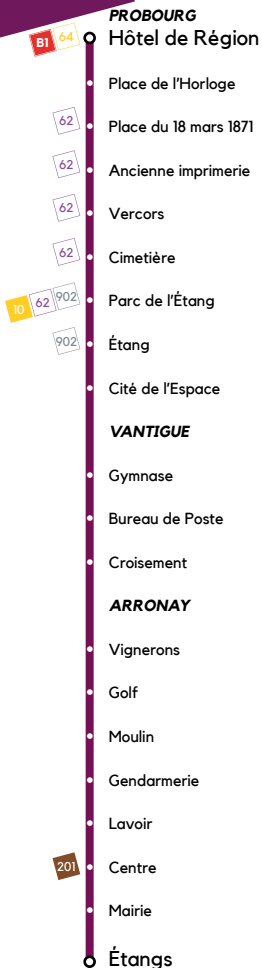 PROBOURG
B1 64 Hôtel de Région
Place de l'Horloge
62 Place du 18 mars 1871
62 Ancienne imprimerie
62 Vercors
62 Cimetière
10 62 902 Parc de l'Étang
902 Étang
Cité de l'Espace
VANTIGUE
Gymnase
Bureau de Poste
Croisement
ARRONAY
Vignerons
Golf
Moulin
Gendarmerie
Lavoir
201 Centre
Mairie
Étangs